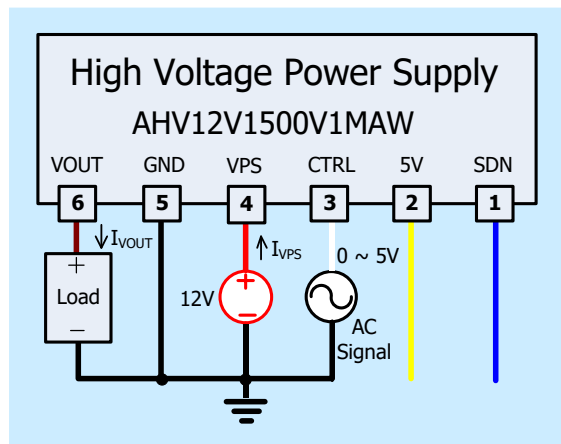 High Voltage Power Supply
AHV12V1500V1MAW
VOUT GND VPS CTRL 5V SDN
6 5 4 3 2 1
↓IVOUT ↑IVPS 0 ~ 5V
+ +
Load 12V
− −
AC
Signal